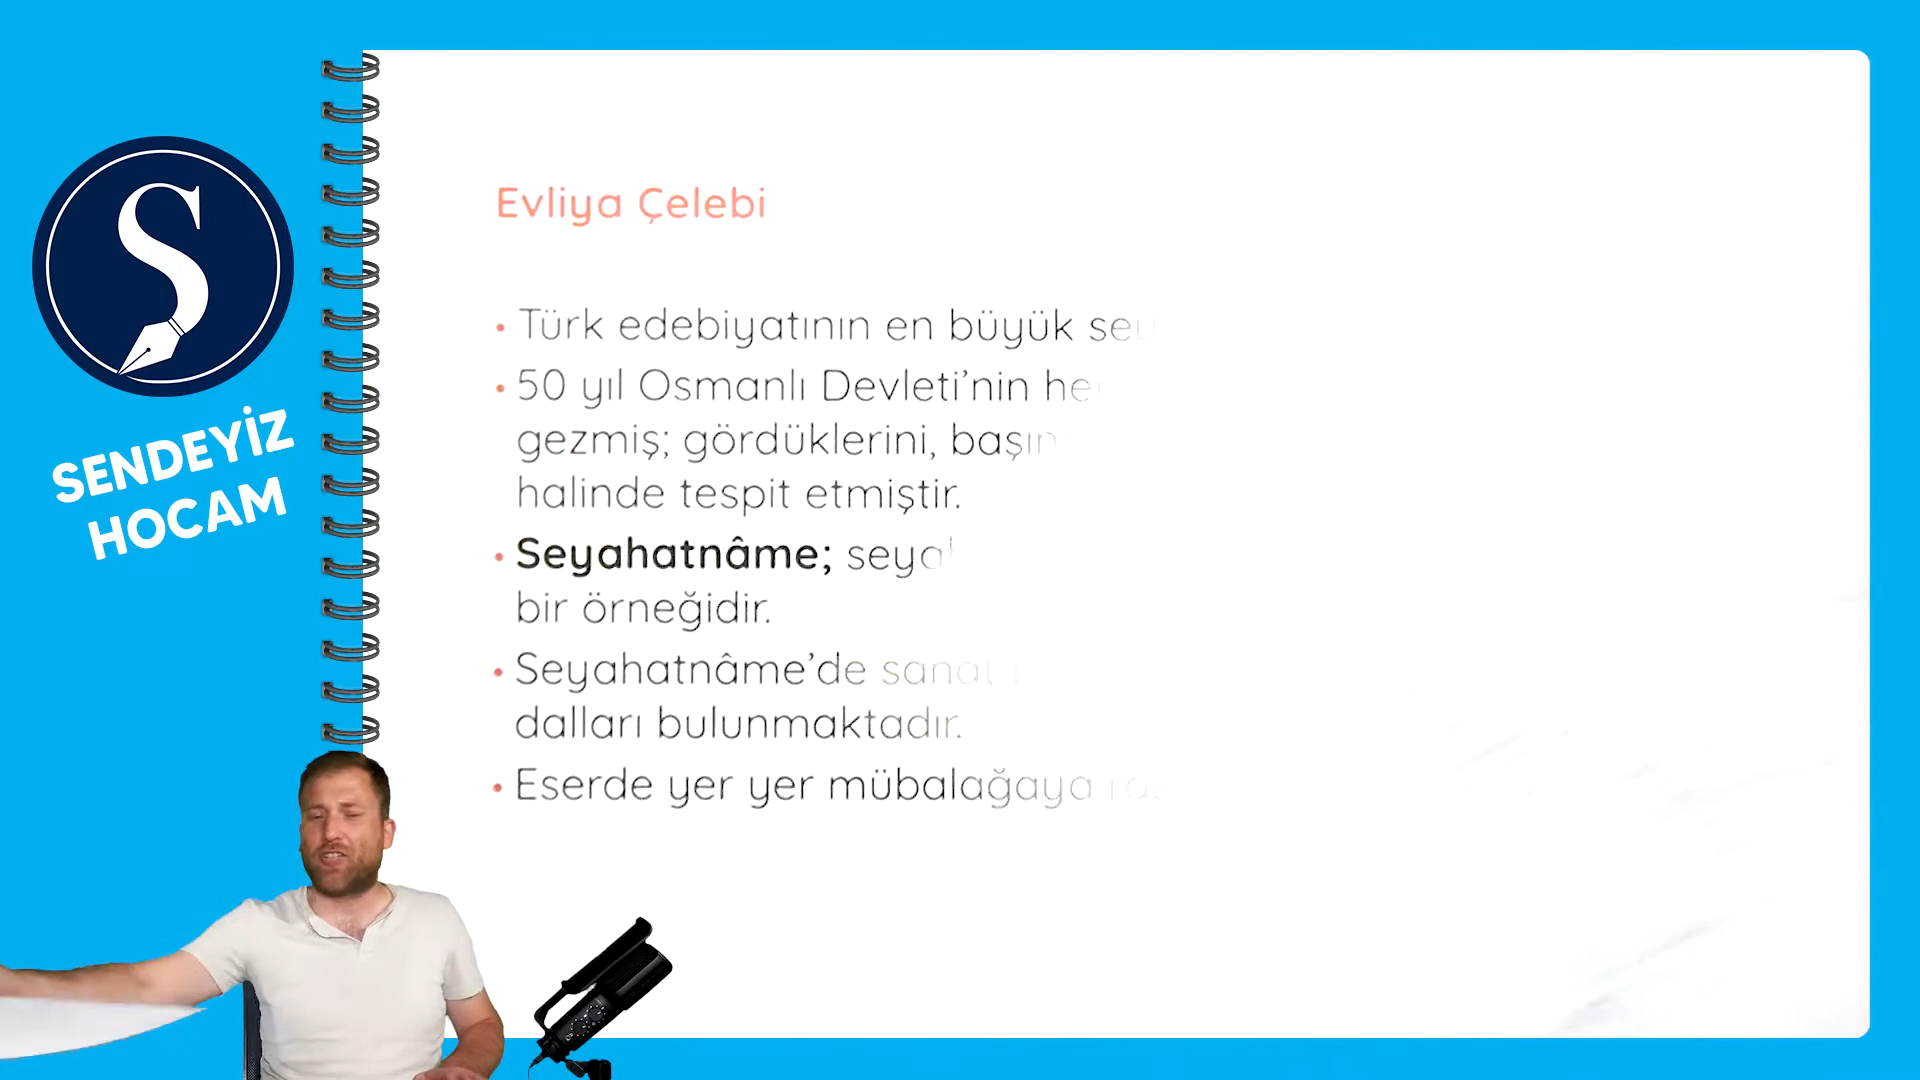 SENDEYİZ
HOCAM
Evliya Çelebi
• Türk edebiyatının en büyük
• 50 yıl Osmanlı Devleti’nin
gezmiş; gördüklerini,
halinde tespit etmiştir.
• Seyahatnâme;
bir örneğidir.
• Seyahatnâme’de
dalları bulunmaktadır.
• Eserde yer yer mübalağaya